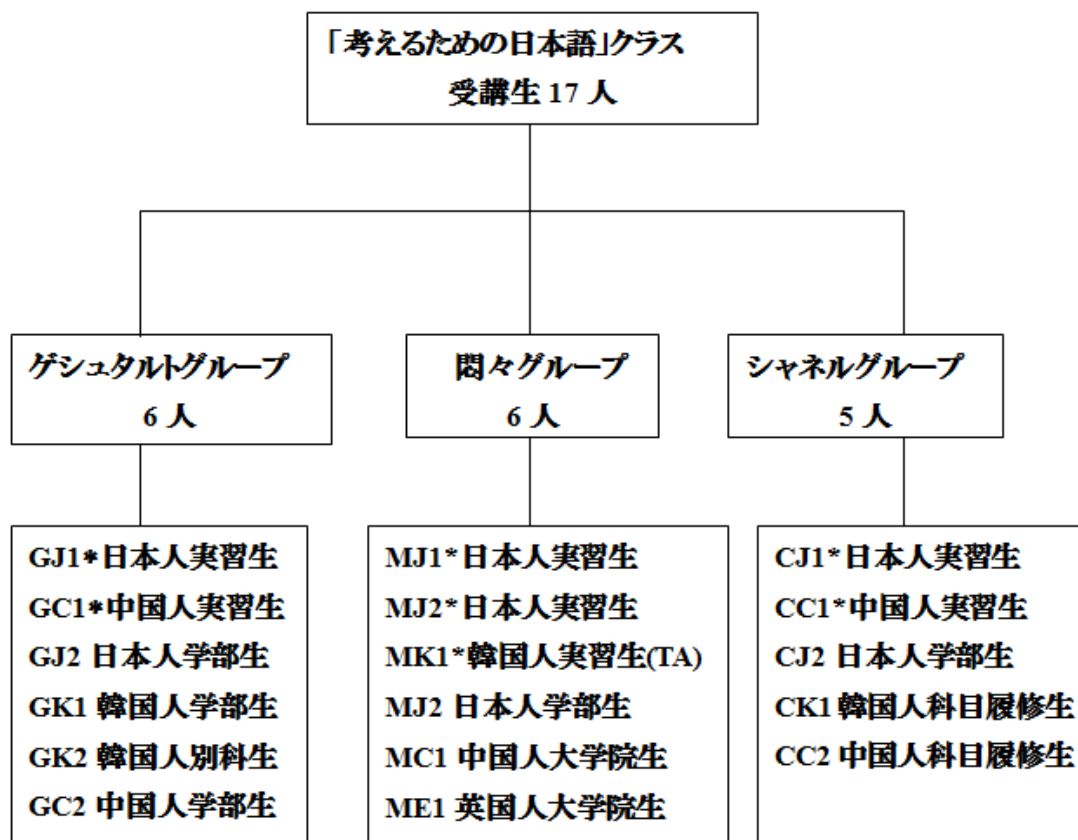 「考えるための日本語」クラス
受講生 17 人
ゲシュタルトグループ
6 人
悶々グループ
6 人
シャネルグループ
5 人
GJ1*日本人実習生
GC1*中国人実習生
GJ2 日本人学部生
GK1 韓国人学部生
GK2 韓国人別科生
GC2 中国人学部生
MJ1*日本人実習生
MJ2*日本人実習生
MK1*韓国人実習生(TA)
MJ2 日本人学部生
MC1 中国人大学院生
ME1 英国人大学院生
CJ1*日本人実習生
CC1*中国人実習生
CJ2 日本人学部生
CK1 韓国人科目履修生
CC2 中国人科目履修生